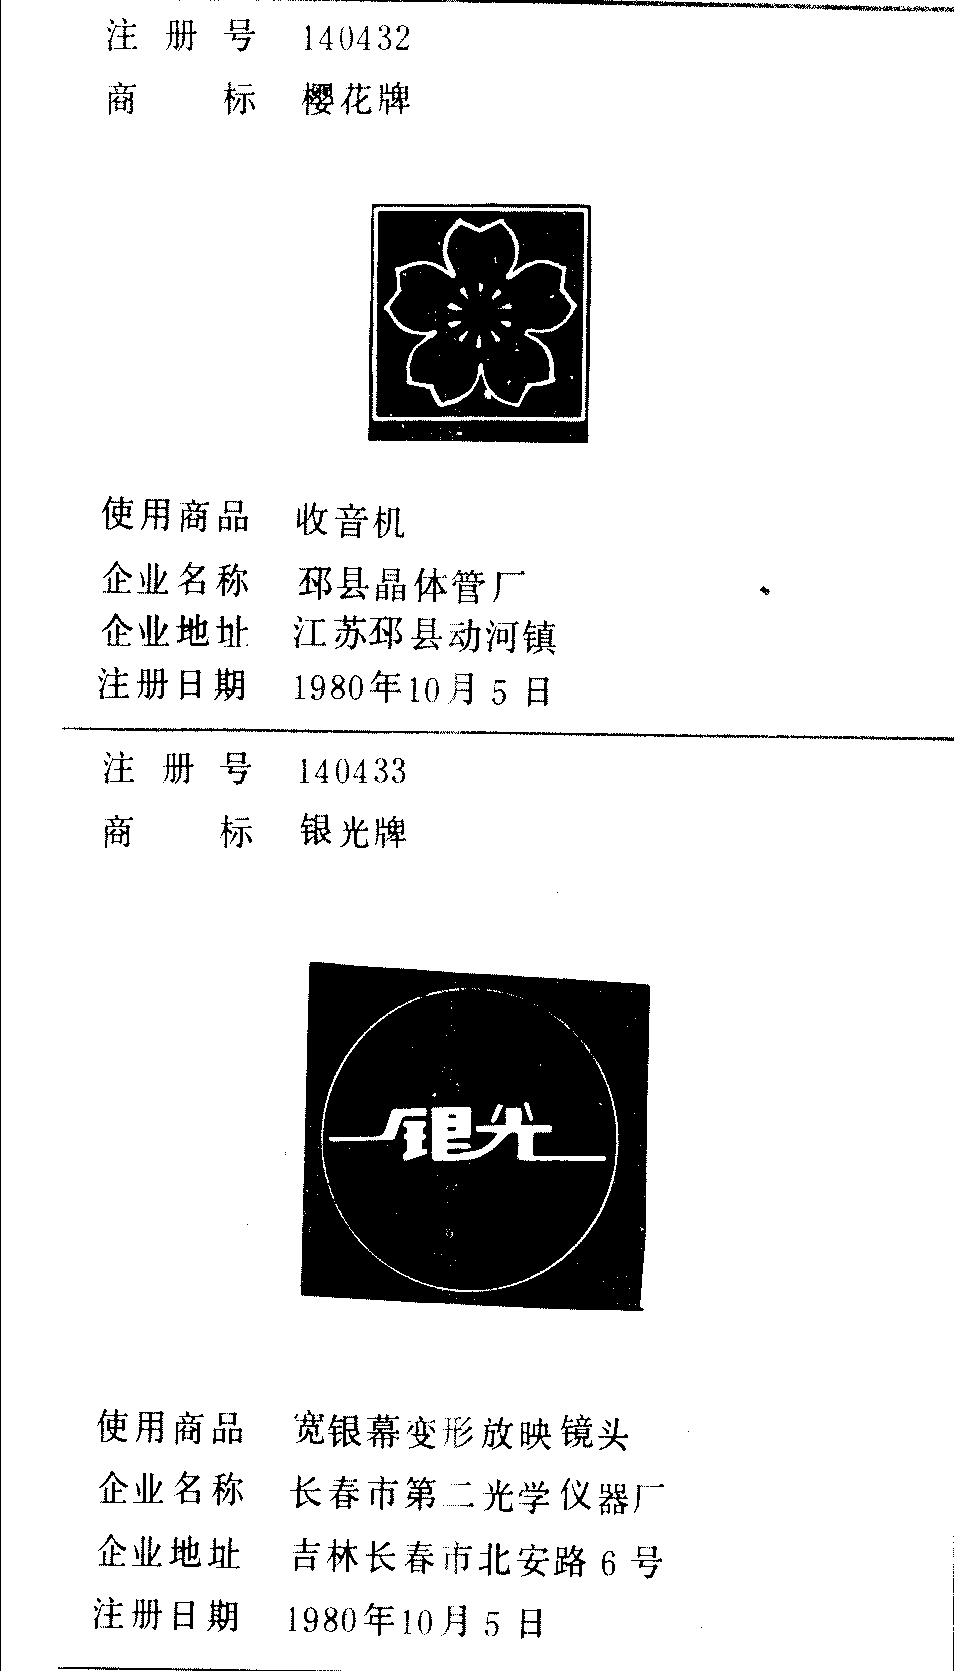 注册号 140432
商标 樱花牌
使用商品 收音机
企业名称 邳县晶体管厂
企业地址 江苏邳县动河镇
注册日期 1980年10月5日
注册号 140433
商标 银光牌
银光
使用商品 宽银幕变形放映镜头
企业名称 长春市第二光学仪器厂
企业地址 吉林长春市北安路6号
注册日期 1980年10月5日